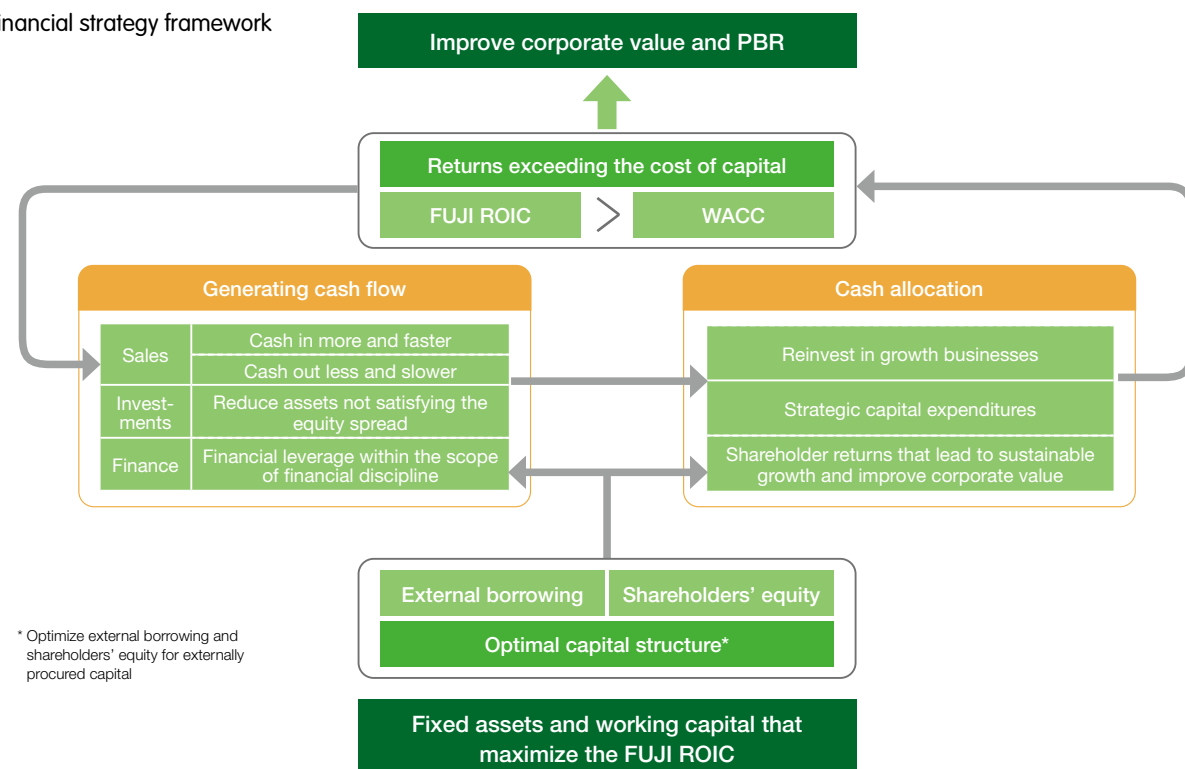 inancial strategy framework
Improve corporate value and PBR
Returns exceeding the cost of capital
FUJI ROIC > WACC
Generating cash flow
Sales
Cash in more and faster
Cash out less and slower
Invest-
ments
Reduce assets not satisfying the
equity spread
Finance
Financial leverage within the scope
of financial discipline
Cash allocation
Reinvest in growth businesses
Strategic capital expenditures
Shareholder returns that lead to sustainable
growth and improve corporate value
External borrowing
Shareholders’ equity
Optimal capital structure*
* Optimize external borrowing and
shareholders’ equity for externally
procured capital
Fixed assets and working capital that
maximize the FUJI ROIC